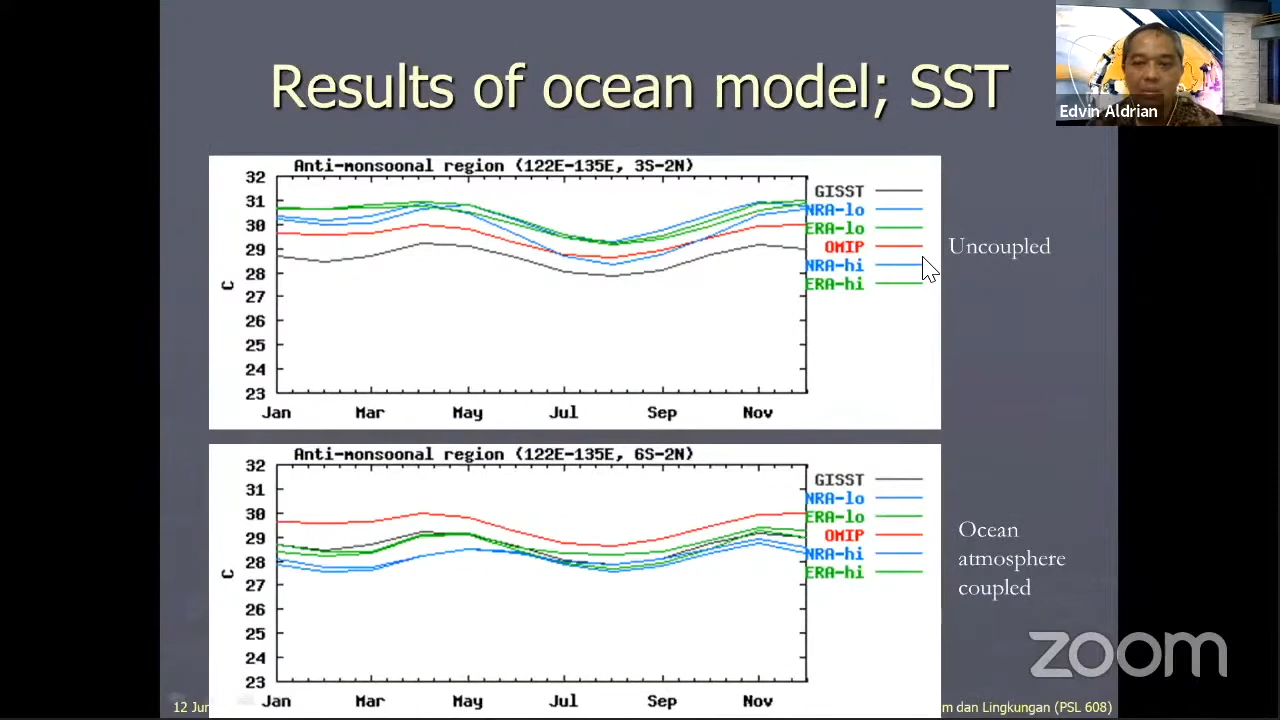 Results of ocean model; SST
Edvin Aldrian
Anti-monsoonal region (122E-135E, 3S-2N)
32
31
30
29
28
27
26
25
24
23
C
Jan Mar May Jul Sep Nov
GISST
NRA-lo
ERA-lo
OMIP
NRA-hi
ERA-hi
Uncoupled
Anti-monsoonal region (122E-135E, 6S-2N)
32
31
30
29
28
27
26
25
24
23
C
Jan Mar May Jul Sep Nov
GISST
NRA-lo
ERA-lo
OMIP
NRA-hi
ERA-hi
Ocean
atmosphere
coupled
zoom
12
dan Lingkungan (PSL 608)